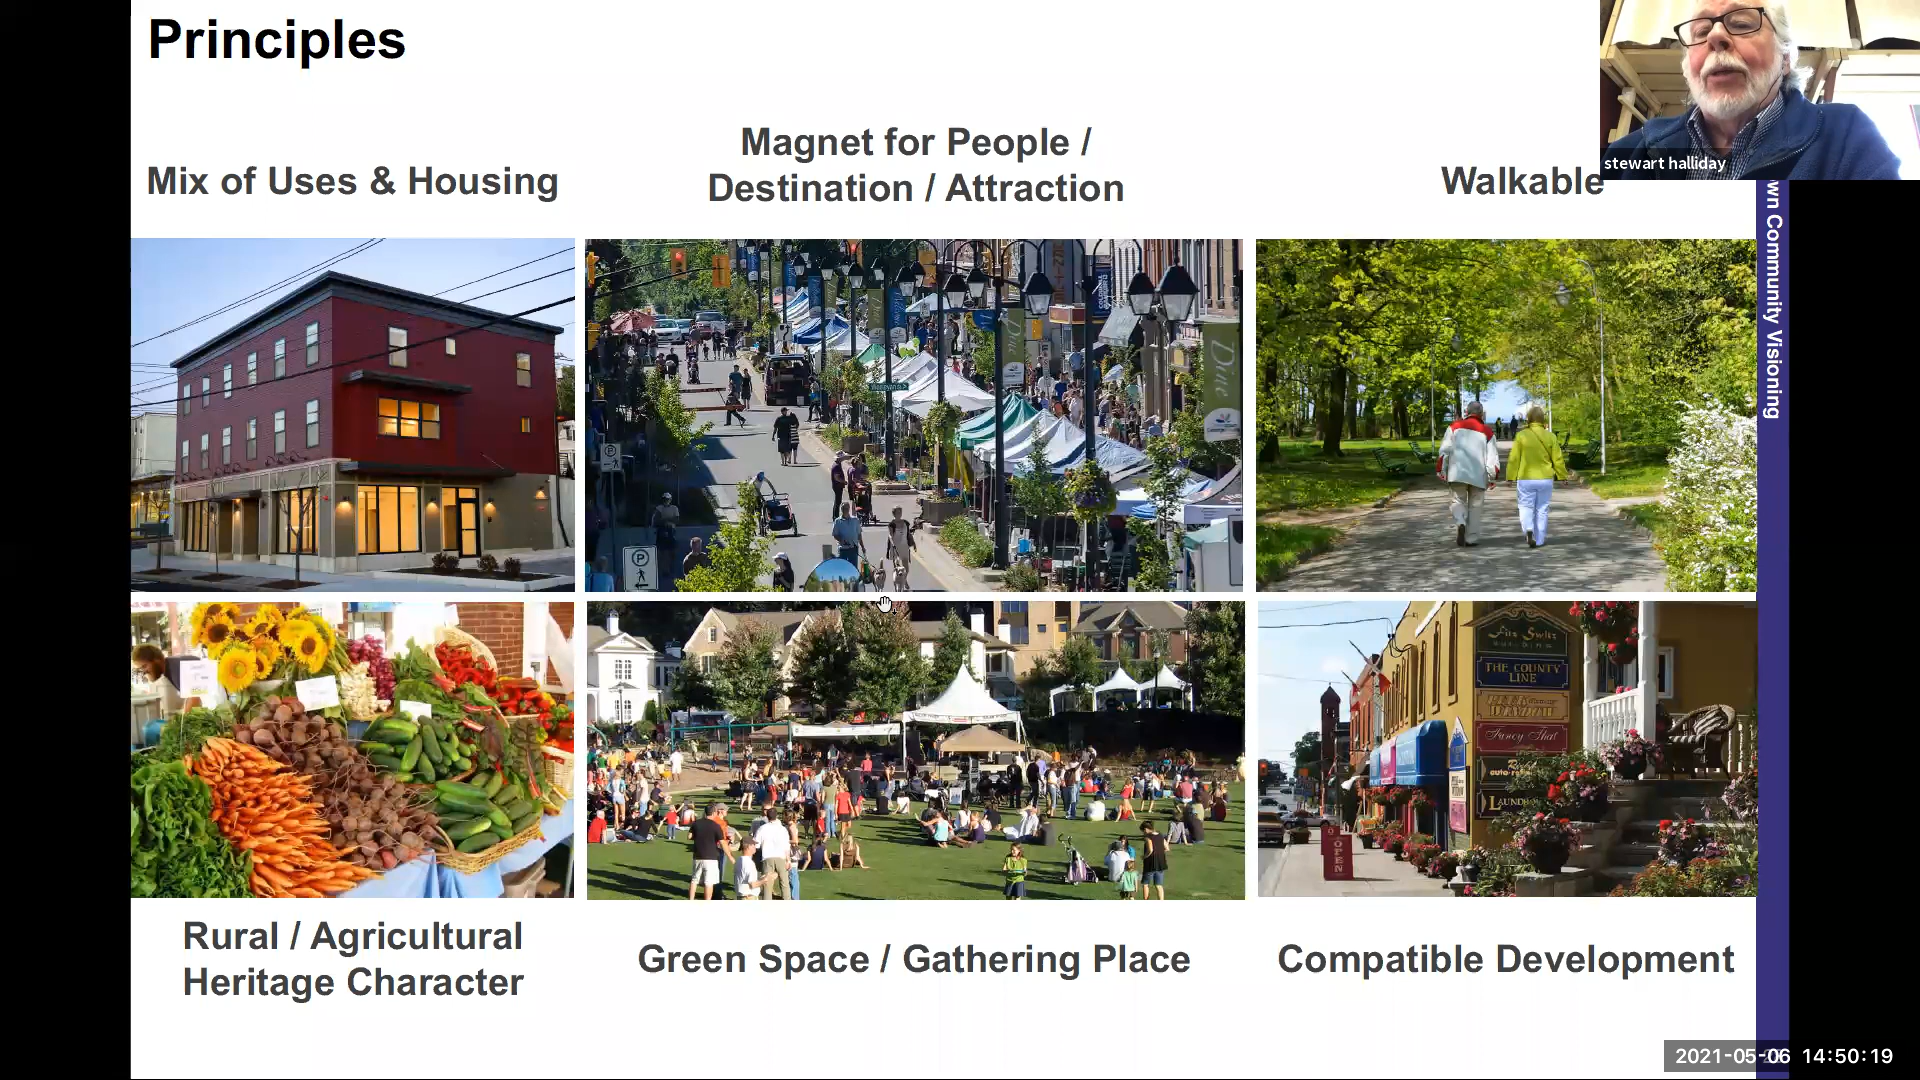 Principles
Mix of Uses & Housing
Magnet for People /
Destination / Attraction
Walkable
stewart halliday
own Community Visioning
P
THE COUNTY
LINE
Fancy That
OPEN
Rural / Agricultural
Heritage Character
Green Space / Gathering Place
Compatible Development
2021-05-06 14:50:19